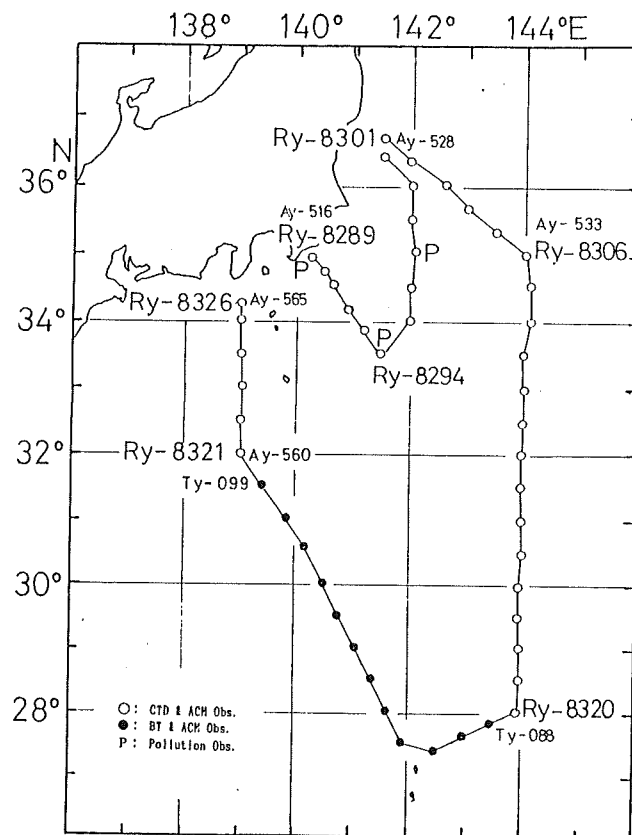 138° 140° 142° 144°E
N
Ry-8301 Ay-528
36°
Ay-516
Ay-533
Ry-8289
Ry-8306
P
P
Ry-8326 Ay-565
34°
P
Ry-8294
32°
Ry-8321 Ay-560
Ty-099
30°
28°
Ry-8320
Ty-088
○: CTD & ACM Obs.
●: BT & ACM Obs.
P: Pollution Obs.